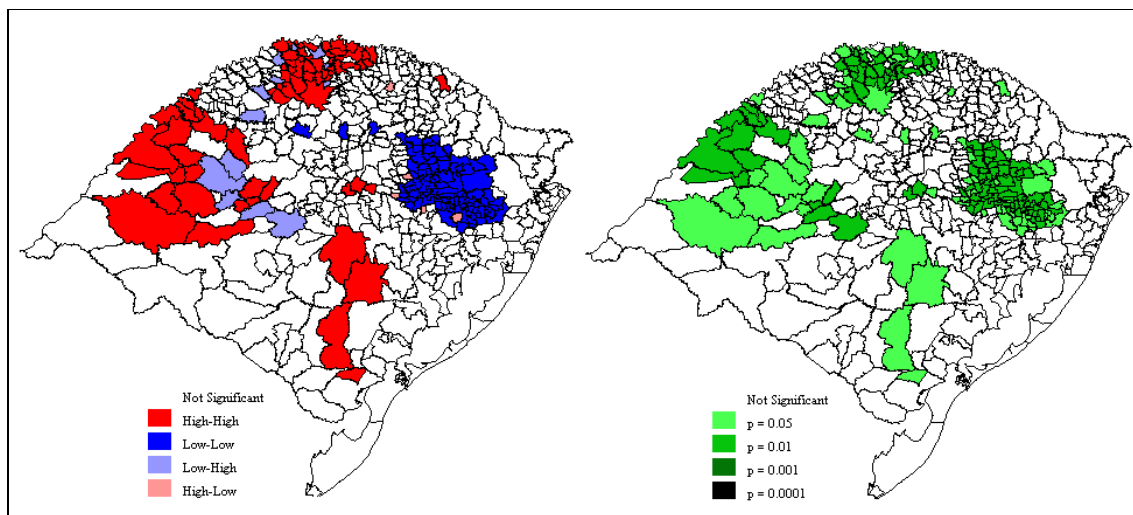 Not Significant
High-High
Low-Low
Low-High
High-Low
Not Significant
p = 0.05
p = 0.01
p = 0.001
p = 0.0001